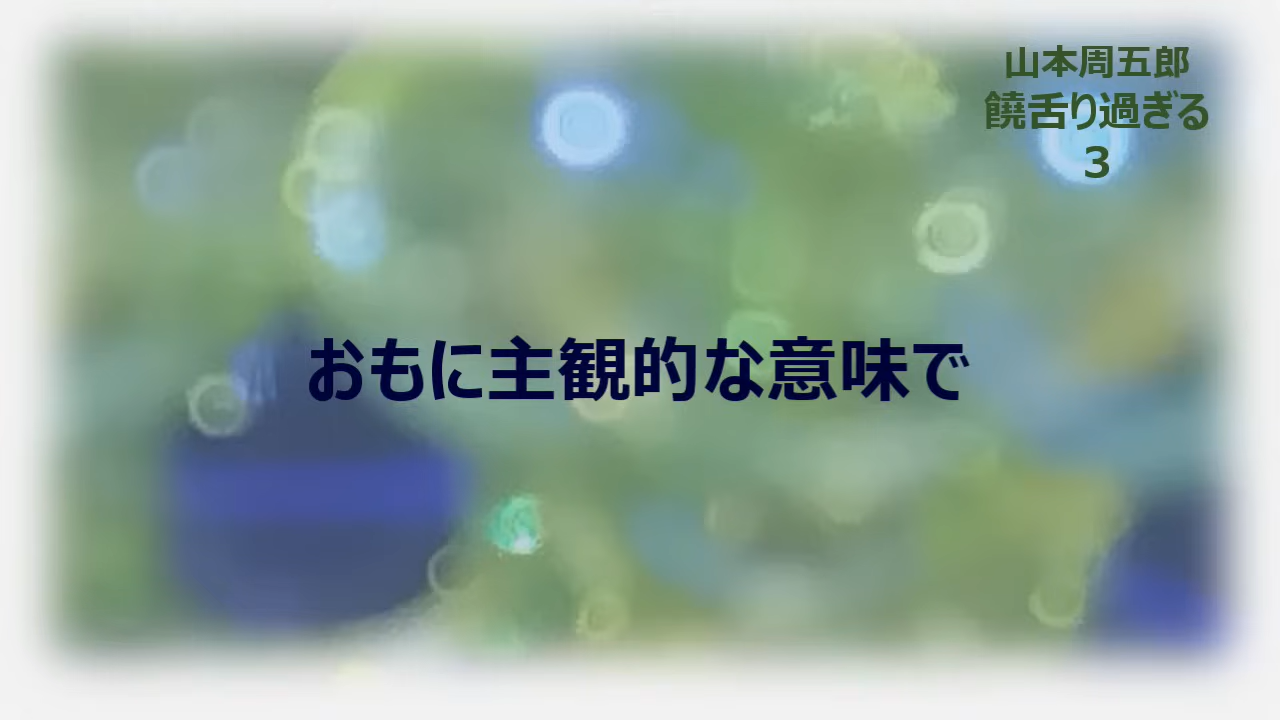 山本周五郎
饒舌り過ぎる
3
おもに主観的な意味で